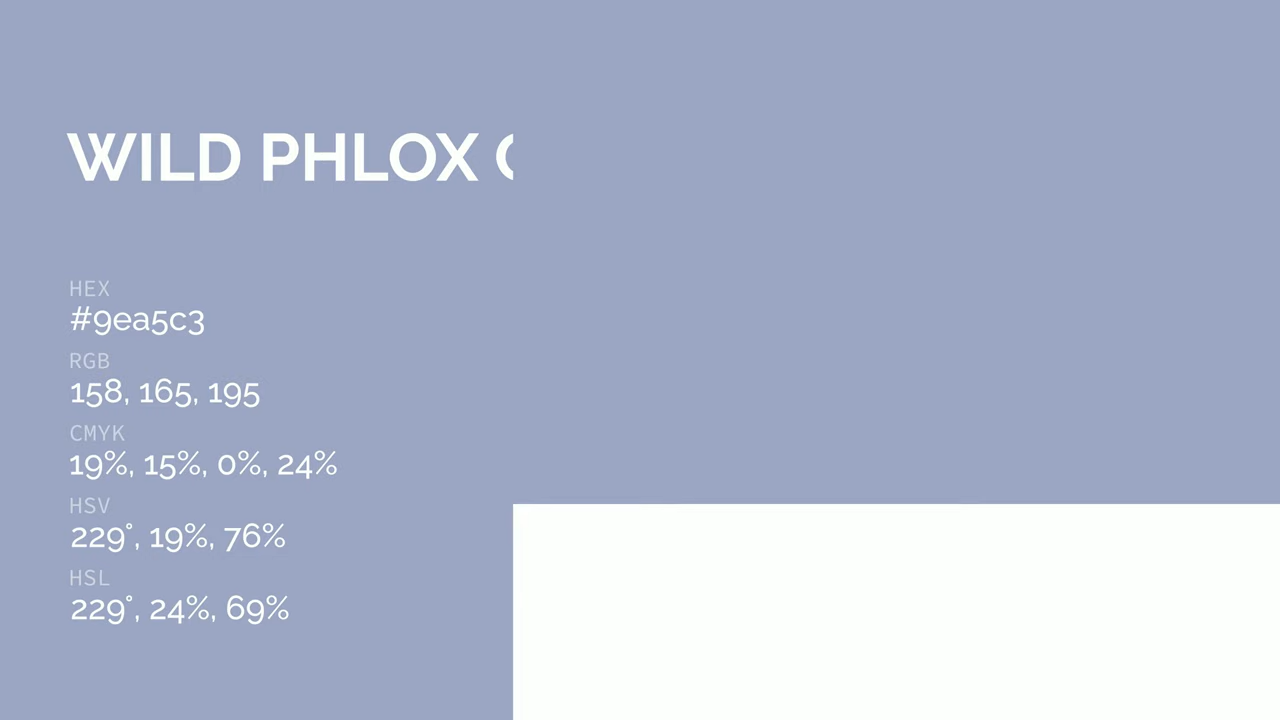 WILD PHLOX
HEX
#9ea5c3
RGB
158, 165, 195
CMYK
19%, 15%, 0%, 24%
HSV
229°, 19%, 76%
HSL
229°, 24%, 69%